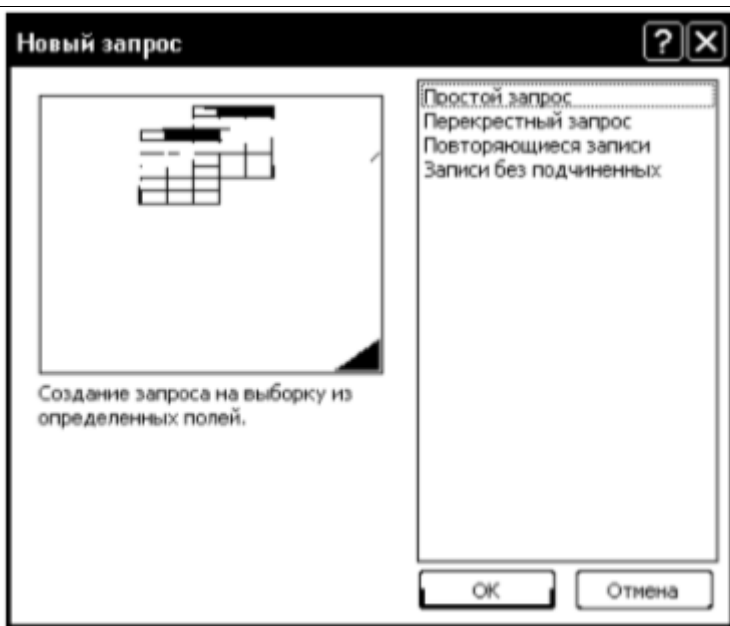 Новый запрос
Простой запрос
Перекрестный запрос
Повторяющиеся записи
Записи без подчиненных
Создание запроса на выборку из
определенных полей.
ОК
Отмена